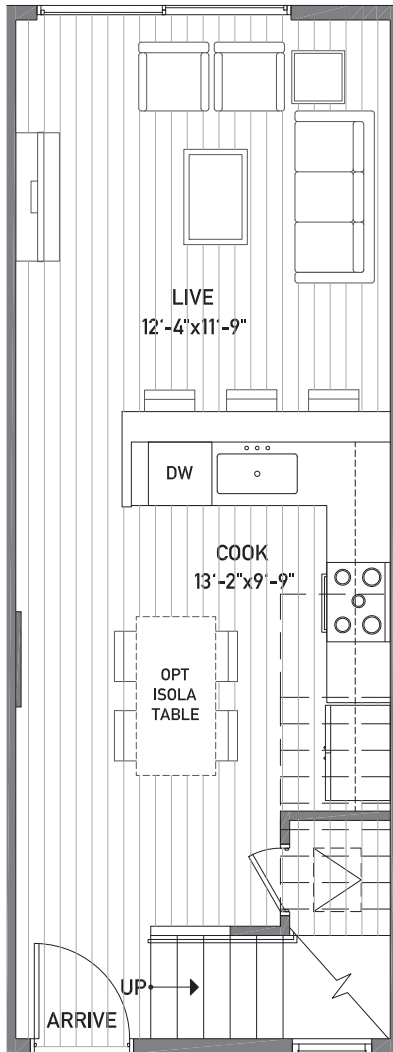 LIVE
12'-4"x11'-9"
DW
COOK
13'-2"x9'-9"
OPT
ISOLA
TABLE
UP
ARRIVE